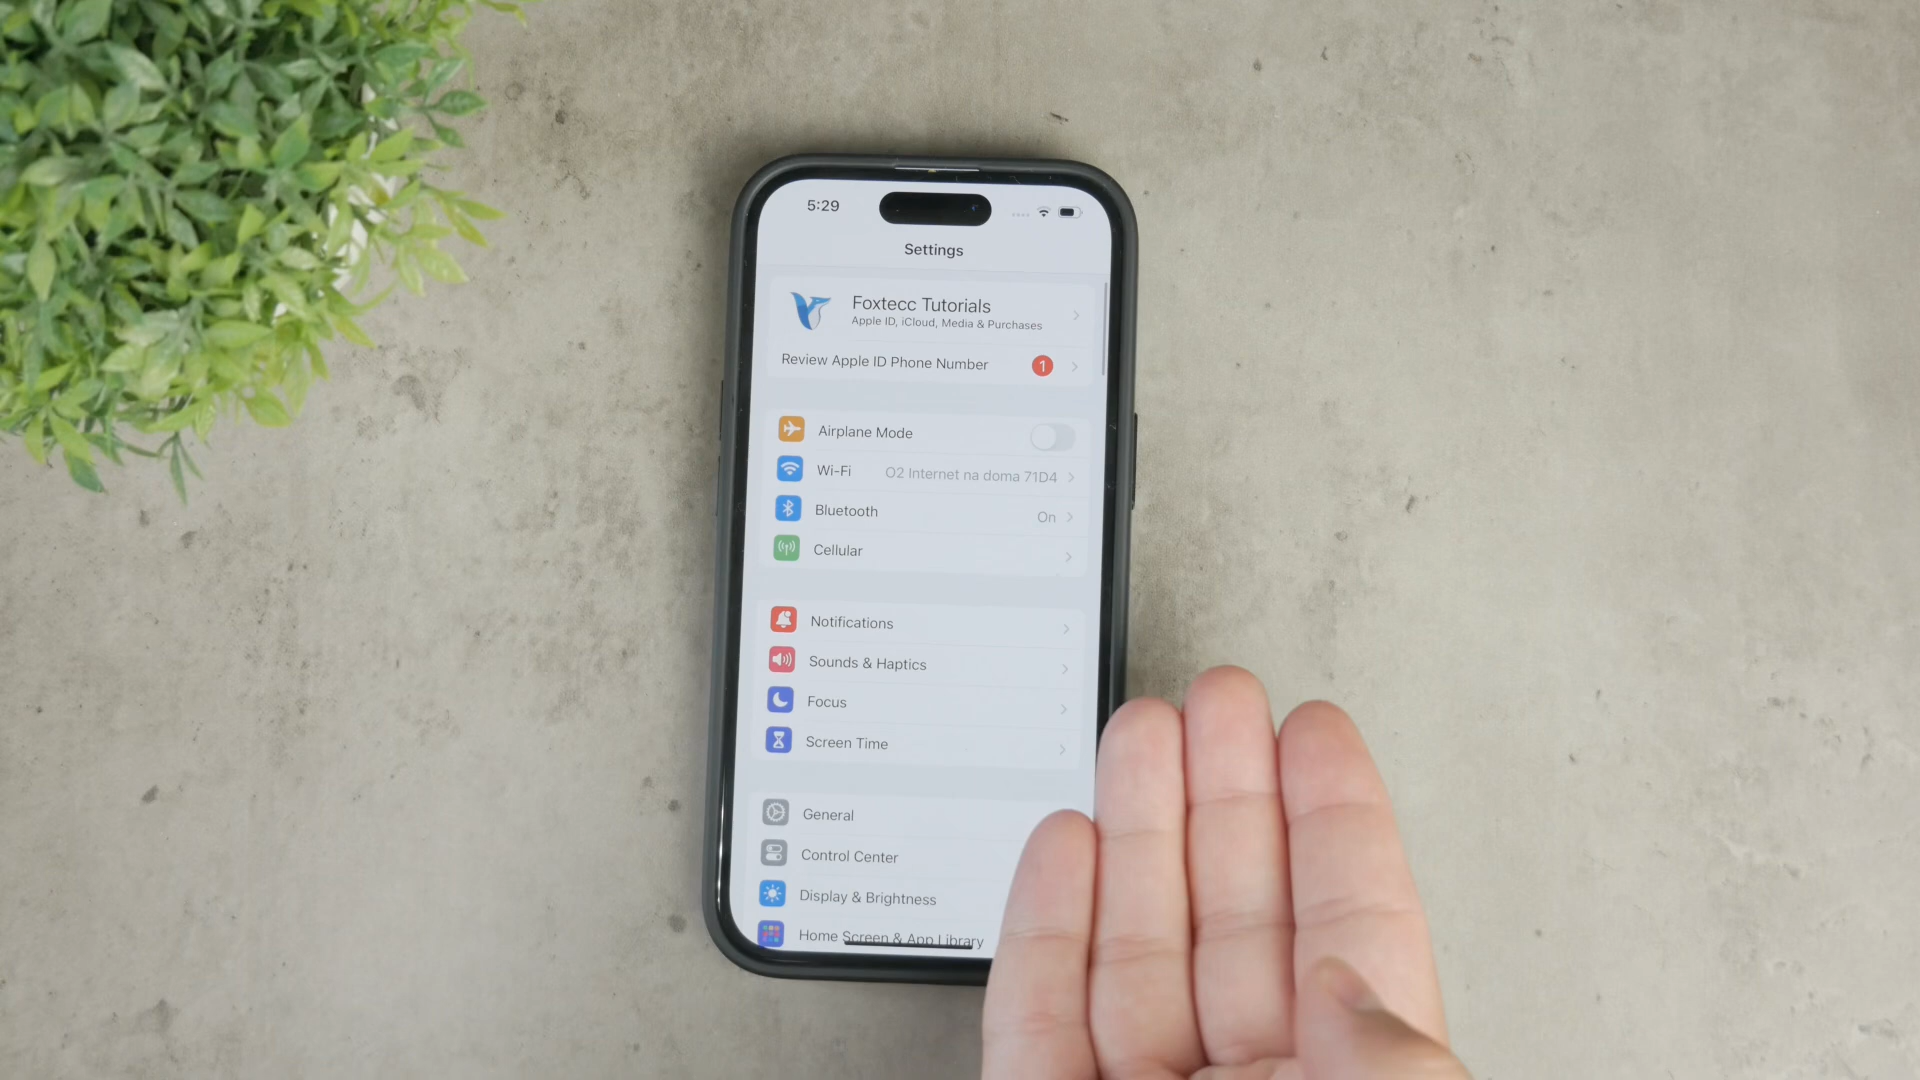 5:29
Settings
Foxtecc Tutorials
Apple ID, iCloud, Media & Purchases
Review Apple ID Phone Number 1
Airplane Mode
Wi-Fi O2 Internet na doma 71D4
Bluetooth On
Cellular
Notifications
Sounds & Haptics
Focus
Screen Time
General
Control Center
Display & Brightness
Home Screen & App Library